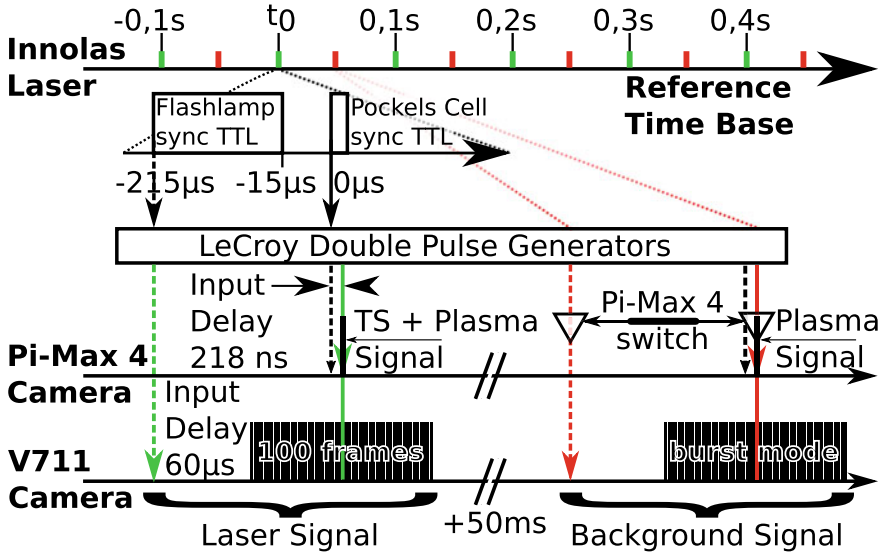 -0,1s t0 0,1s 0,2s 0,3s 0,4s
Innolas
Laser
Reference
Time Base
Flashlamp
sync TTL
Pockels Cell
sync TTL
-215µs -15µs 0µs
LeCroy Double Pulse Generators
Input
Delay
218 ns
TS + Plasma
Signal
Pi-Max 4
switch
Plasma
Signal
Pi-Max 4
Camera
Input
Delay
60µs
100 frames
burst mode
V711
Camera
+50ms
Laser Signal
Background Signal